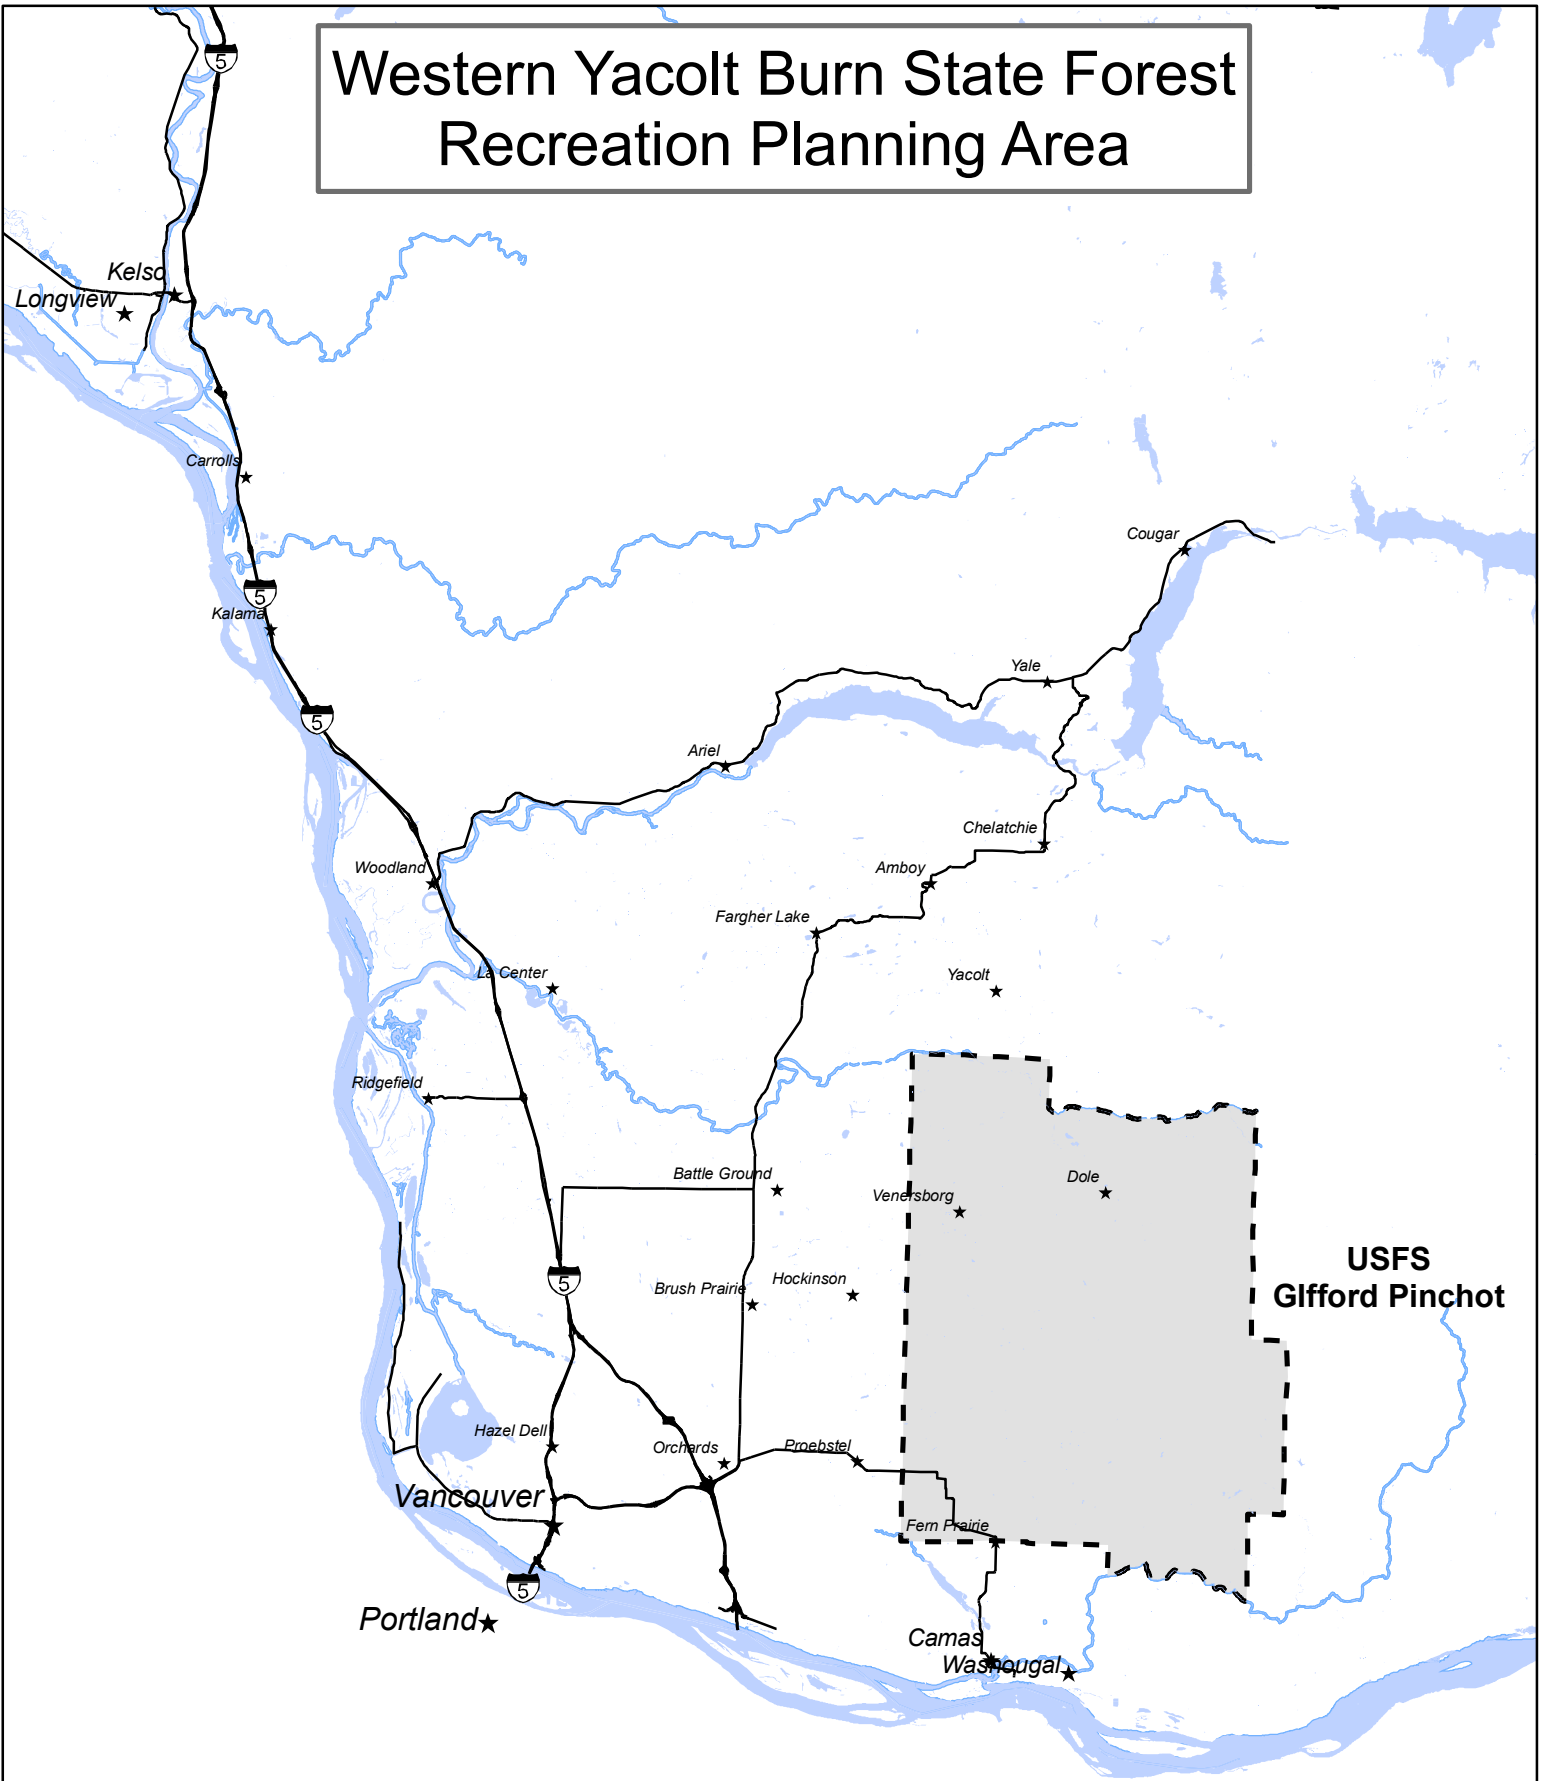 Western Yacolt Burn State Forest
Recreation Planning Area
5
Kelso
Longview
Carrolls
Cougar
5
Kalama
Yale
5
Ariel
Chelatchie
Woodland
Amboy
Fargher Lake
La Center
Yacolt
Ridgefield
Battle Ground
Dole
Venersborg
USFS
GIfford Pinchot
5
Hockinson
Brush Prairie
Hazel Dell
Orchards
Proebstel
Vancouver
Fern Prairie
5
Portland
Camas
Washougal